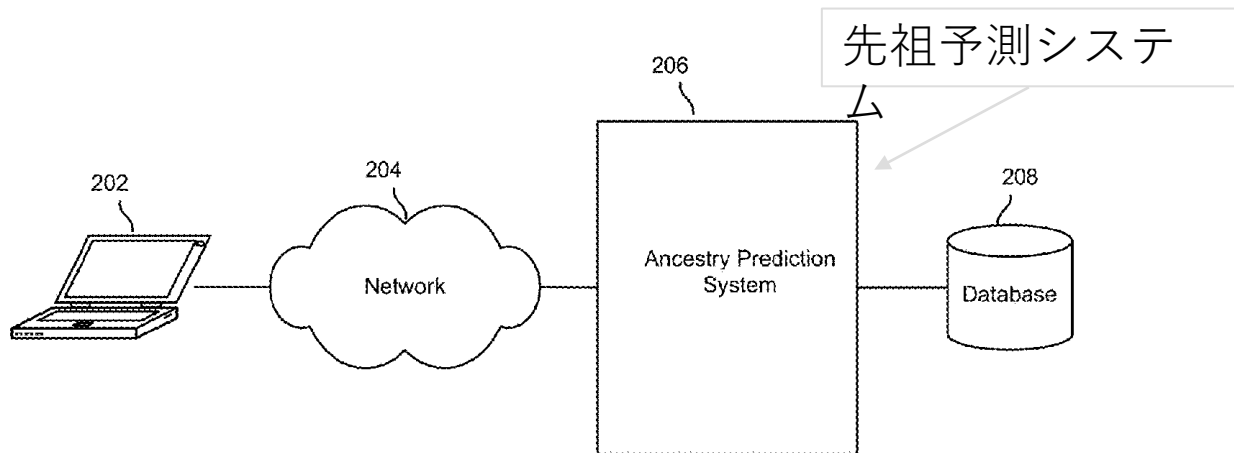 先祖予測システ
ム
206
202
204
208
Network
Ancestry Prediction
System
Database